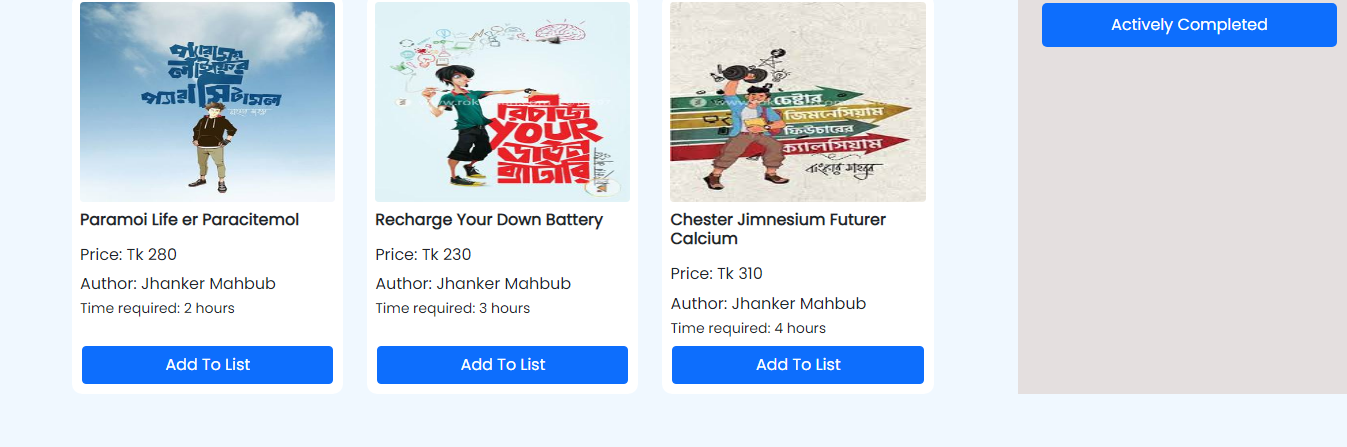 Actively Completed
প্যারাময়
লাইফের
প্যারাসিটামল
রিচার্জ
YOUR
ডাউন
ব্যাটারি
চেষ্টার
জিমনেসিয়াম
ফিউচারের
ক্যালসিয়াম
ঝংকার মাহবুব
Paramoi Life er Paracitemol
Recharge Your Down Battery
Chester Jimnesium Futurer
Calcium
Price: Tk 280
Price: Tk 230
Price: Tk 310
Author: Jhanker Mahbub
Author: Jhanker Mahbub
Author: Jhanker Mahbub
Time required: 2 hours
Time required: 3 hours
Time required: 4 hours
Add To List
Add To List
Add To List